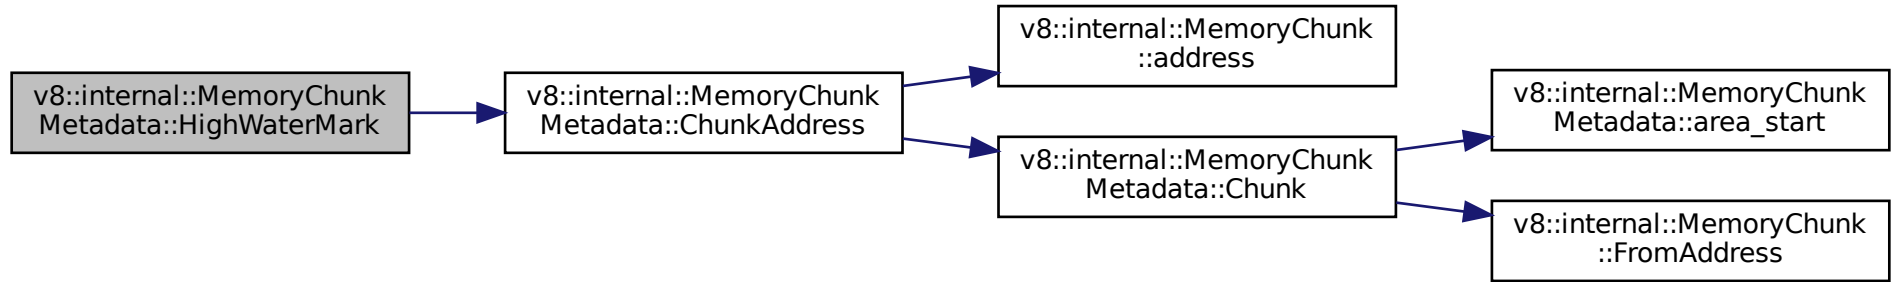 v8::internal::MemoryChunk
Metadata::HighWaterMark
v8::internal::MemoryChunk
Metadata::ChunkAddress
v8::internal::MemoryChunk
::address
v8::internal::MemoryChunk
Metadata::Chunk
v8::internal::MemoryChunk
Metadata::area_start
v8::internal::MemoryChunk
::FromAddress